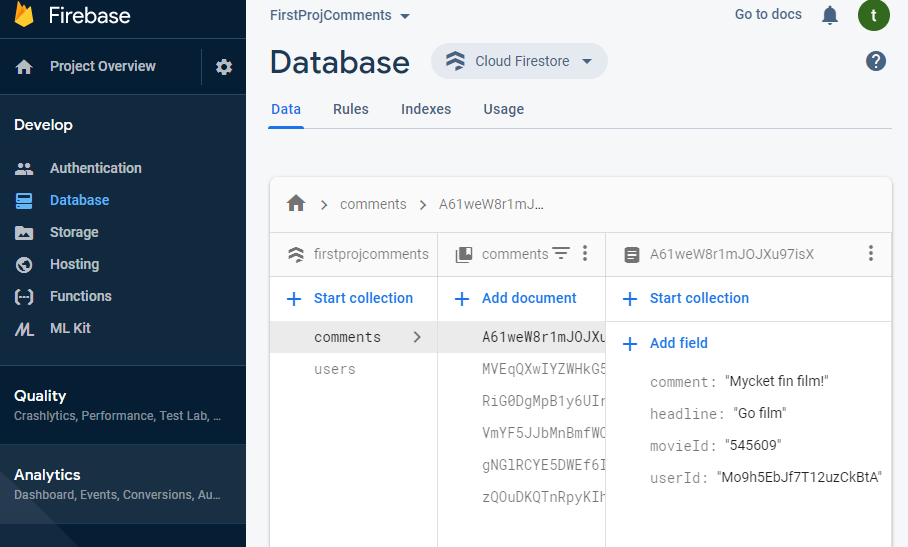 Firebase
Project Overview
Develop
Authentication
Database
Storage
Hosting
Functions
ML Kit
Quality
Crashlytics, Performance, Test Lab, ...
Analytics
Dashboard, Events, Conversions, Au...
FirstProjComments
Go to docs
t
Database
Cloud Firestore
?
Data Rules Indexes Usage
comments > A61weW8r1mJ...
firstprojcomments
Start collection
comments
users
comments
Add document
A61weW8r1mJOJXu
MVEqQXwIYZWHkG5
RiG0DgMpB1y6UIr
VmYF5JJbMnBmfWO
gNGlRCYE5DWEf6I
zQOuDKQTnRpyKIh
A61weW8r1mJOJXu97isX
Start collection
Add field
comment: "Mycket fin film!"
headline: "Go film"
movieId: "545609"
userId: "Mo9h5EbJf7T12uzCkBtA"